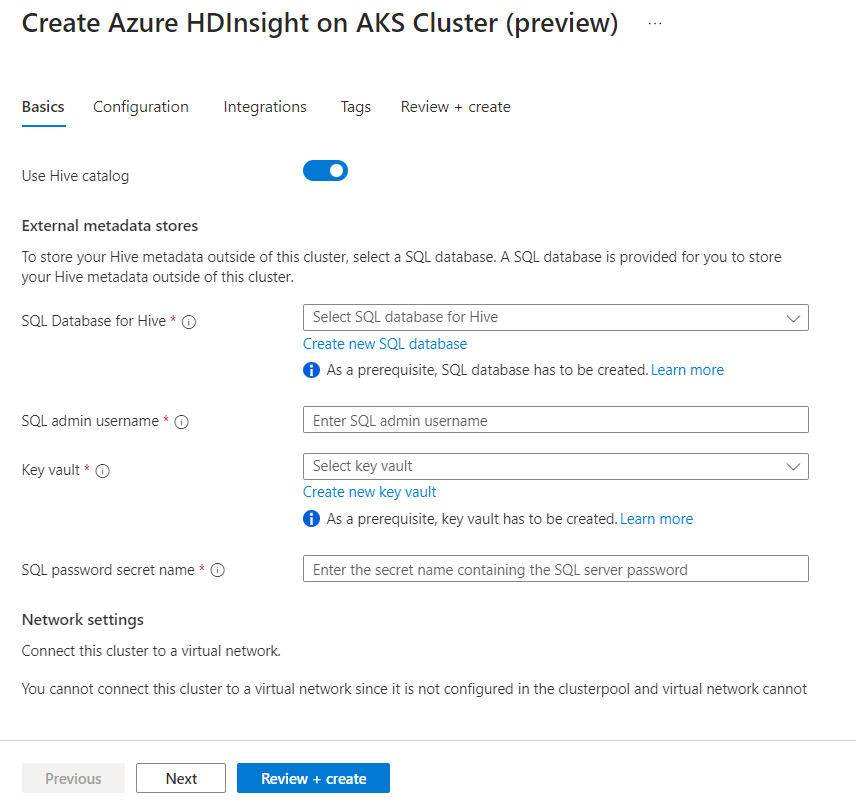 Create Azure HDInsight on AKS Cluster (preview) ...
Basics Configuration Integrations Tags Review + create
Use Hive catalog
External metadata stores
To store your Hive metadata outside of this cluster, select a SQL database. A SQL database is provided for you to store
your Hive metadata outside of this cluster.
SQL Database for Hive * Select SQL database for Hive
Create new SQL database
As a prerequisite, SQL database has to be created. Learn more
SQL admin username * Enter SQL admin username
Key vault * Select key vault
Create new key vault
As a prerequisite, key vault has to be created. Learn more
SQL password secret name * Enter the secret name containing the SQL server password
Network settings
Connect this cluster to a virtual network.
You cannot connect this cluster to a virtual network since it is not configured in the clusterpool and virtual network cannot
Previous Next Review + create